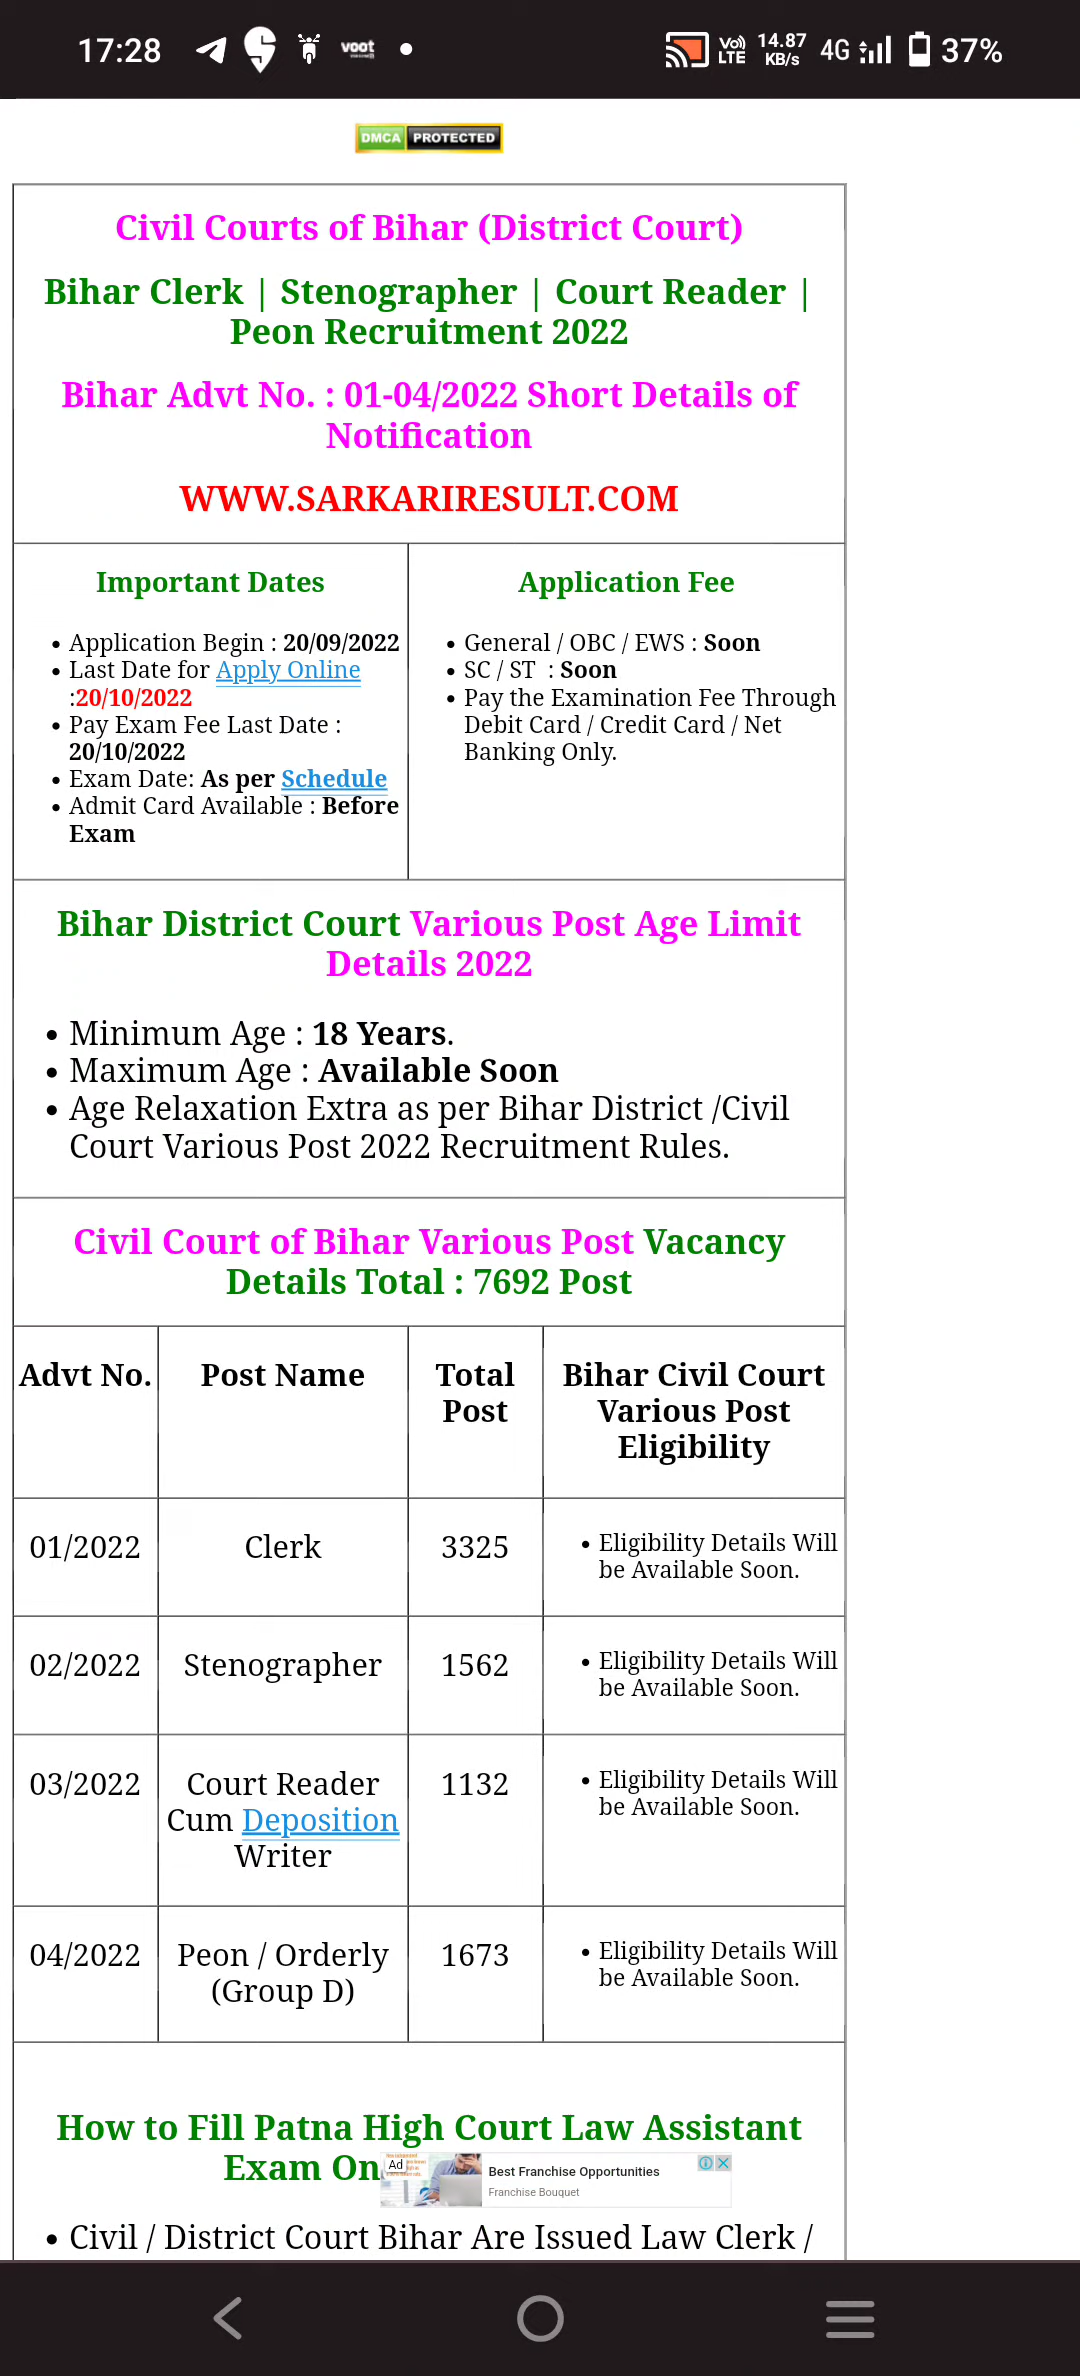 17:28 voot VoLTE 14.87 KB/s 4G 37%
DMCA PROTECTED
Civil Courts of Bihar (District Court)
Bihar Clerk | Stenographer | Court Reader |
Peon Recruitment 2022
Bihar Advt No. : 01-04/2022 Short Details of
Notification
WWW.SARKARIRESULT.COM
Important Dates
• Application Begin : 20/09/2022
• Last Date for Apply Online
:20/10/2022
• Pay Exam Fee Last Date :
20/10/2022
• Exam Date: As per Schedule
• Admit Card Available : Before
Exam
Application Fee
• General / OBC / EWS : Soon
• SC / ST : Soon
• Pay the Examination Fee Through
Debit Card / Credit Card / Net
Banking Only.
Bihar District Court Various Post Age Limit
Details 2022
• Minimum Age : 18 Years.
• Maximum Age : Available Soon
• Age Relaxation Extra as per Bihar District /Civil
Court Various Post 2022 Recruitment Rules.
Civil Court of Bihar Various Post Vacancy
Details Total : 7692 Post
Advt No.
Post Name
Total
Post
Bihar Civil Court
Various Post
Eligibility
01/2022
Clerk
3325
• Eligibility Details Will
be Available Soon.
02/2022
Stenographer
1562
• Eligibility Details Will
be Available Soon.
03/2022
Court Reader
Cum Deposition
Writer
1132
• Eligibility Details Will
be Available Soon.
04/2022
Peon / Orderly
(Group D)
1673
• Eligibility Details Will
be Available Soon.
How to Fill Patna High Court Law Assistant
Exam On
Ad
Best Franchise Opportunities
Franchise Bouquet
• Civil / District Court Bihar Are Issued Law Clerk /